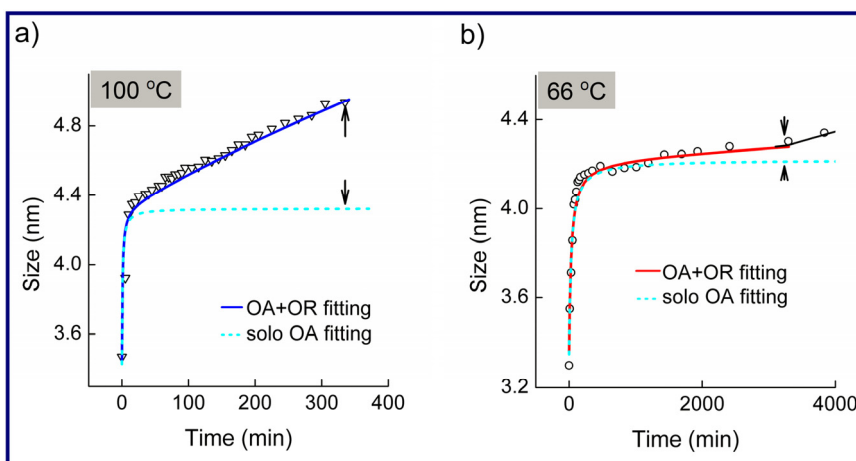 a)
100 °C
4.8
4.4
4.0
3.6
Size (nm)
OA+OR fitting
solo OA fitting
0 100 200 300 400
Time (min)
b)
66 °C
4.4
4.0
3.6
3.2
Size (nm)
OA+OR fitting
solo OA fitting
0 2000 4000
Time (min)